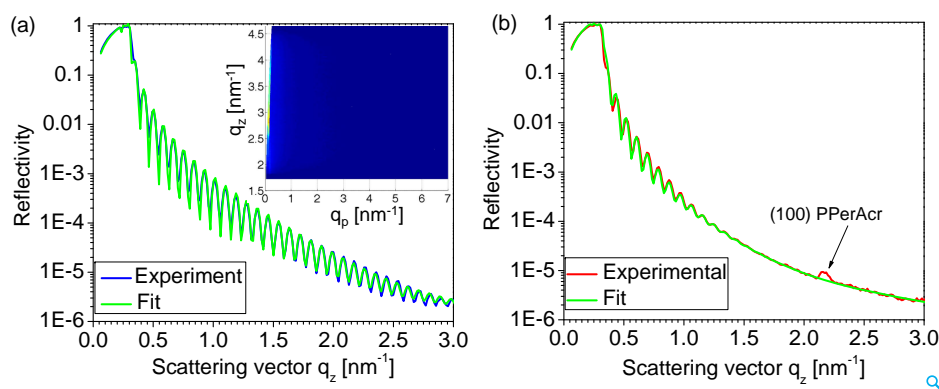 (a)
Reflectivity
1
0.1
0.01
1E-3
1E-4
1E-5
1E-6
0.0 0.5 1.0 1.5 2.0 2.5 3.0
Scattering vector q_z [nm⁻¹]
Experiment
Fit
q_z [nm⁻¹]
4.5
4
3.5
3
2.5
2
1.5
0 1 2 3 4 5 6 7
q_p [nm⁻¹]
(b)
Reflectivity
1
0.1
0.01
1E-3
1E-4
1E-5
1E-6
0.0 0.5 1.0 1.5 2.0 2.5 3.0
Scattering vector q_z [nm⁻¹]
(100) PPerAcr
Experimental
Fit